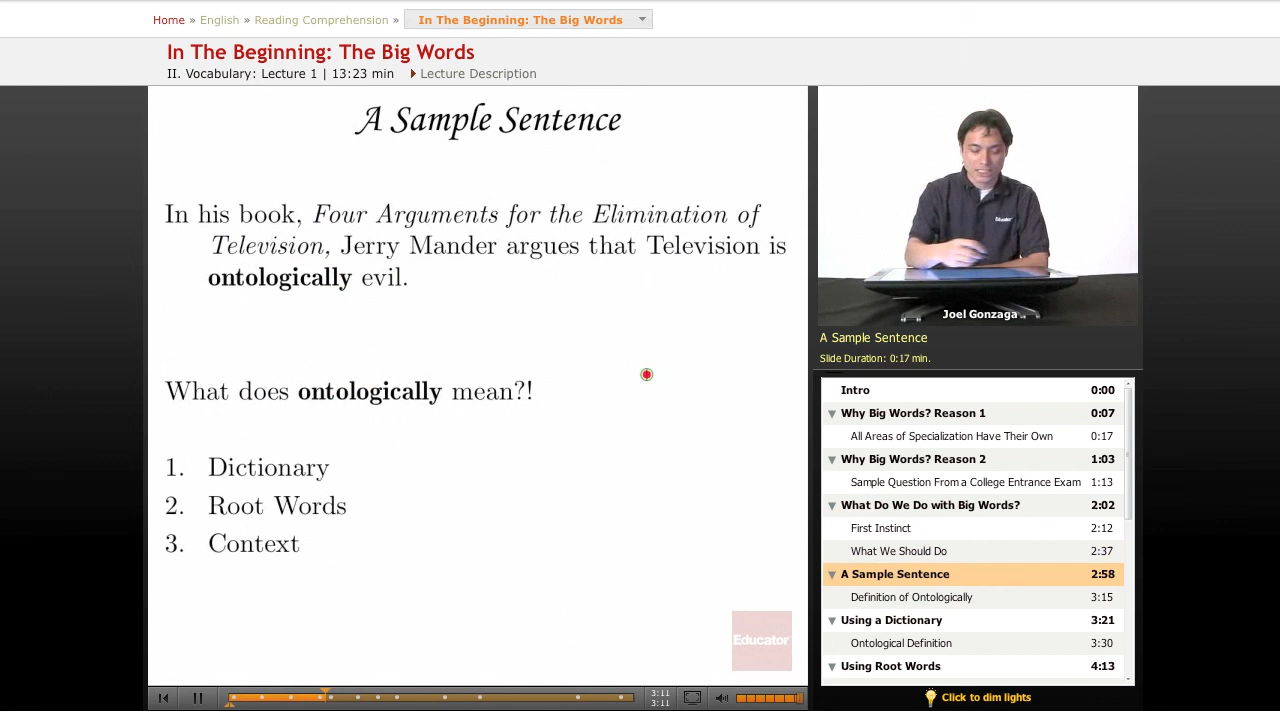 Home » English » Reading Comprehension » In The Beginning: The Big Words
In The Beginning: The Big Words
II. Vocabulary: Lecture 1 | 13:23 min Lecture Description
A Sample Sentence
In his book, Four Arguments for the Elimination of
Television, Jerry Mander argues that Television is
ontologically evil.
What does ontologically mean?!
1. Dictionary
2. Root Words
3. Context
Educator
3:11
3:11
Joel Gonzaga
A Sample Sentence
Slide Duration: 0:17 min.
Intro 0:00
Why Big Words? Reason 1 0:07
All Areas of Specialization Have Their Own 0:17
Why Big Words? Reason 2 1:03
Sample Question From a College Entrance Exam 1:13
What Do We Do with Big Words? 2:02
First Instinct 2:12
What We Should Do 2:37
A Sample Sentence 2:58
Definition of Ontologically 3:15
Using a Dictionary 3:21
Ontological Definition 3:30
Using Root Words 4:13
Click to dim lights